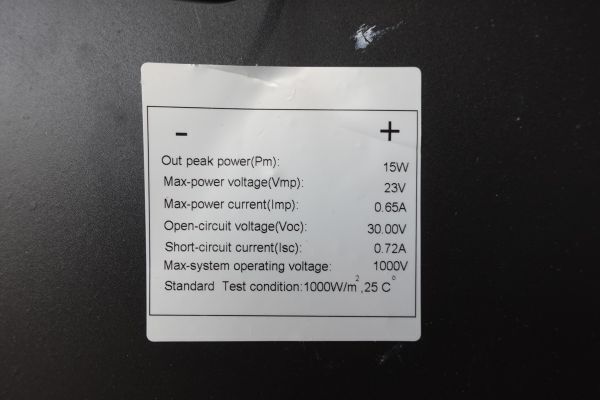 - +
Out peak power(Pm): 15W
Max-power voltage(Vmp): 23V
Max-power current(Imp): 0.65A
Open-circuit voltage(Voc): 30.00V
Short-circuit current(Isc): 0.72A
Max-system operating voltage: 1000V
Standard Test condition:1000W/m²,25 C°